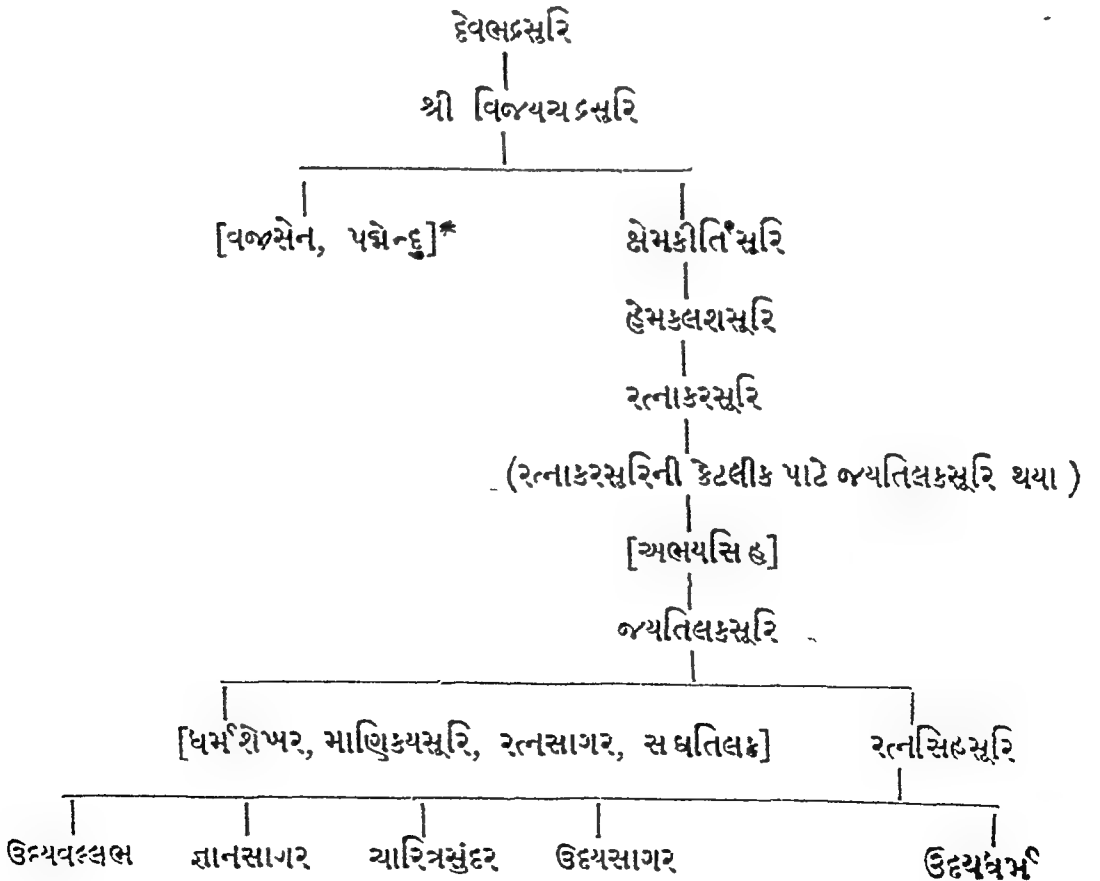 દેવભદ્રસુરિ
શ્રી વિજયચદ્રસુરિ
[વજ્રસેન, પદ્મેન્દુ]* ક્ષેમકીર્તિસૂરિ
હેમકલશસૂરિ
રત્નાકરસૂરિ
(રત્નાકરસુરિની કેટલીક પાટે જયતિલકસૂરિ થયા )
[અભયસિહ]
જયતિલકસૂરિ
[ધર્મશેખર, માણિક્યસૂરિ, રત્નસાગર, સઘતિલક] રત્નસિહસૂરિ
ઉદયવલ્લભ જ્ઞાનસાગર ચારિત્રસુંદર ઉદયસાગર ઉદયધર્મ